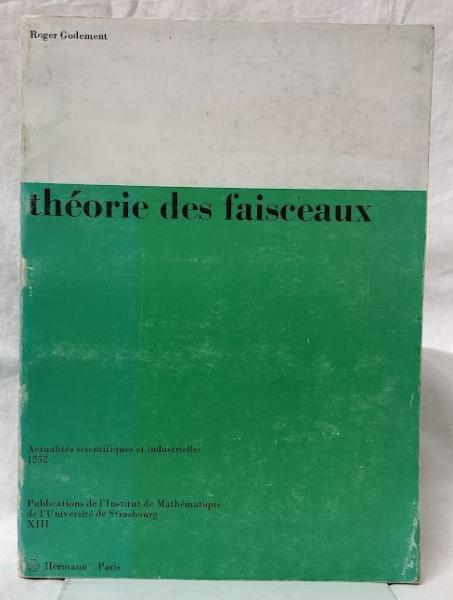 Roger Godement
théorie des faisceaux
Actualités scientifiques et industrielles
1252
Publications de l'Institut de Mathématique
de l'Université de Strasbourg
XIII
Hermann Paris